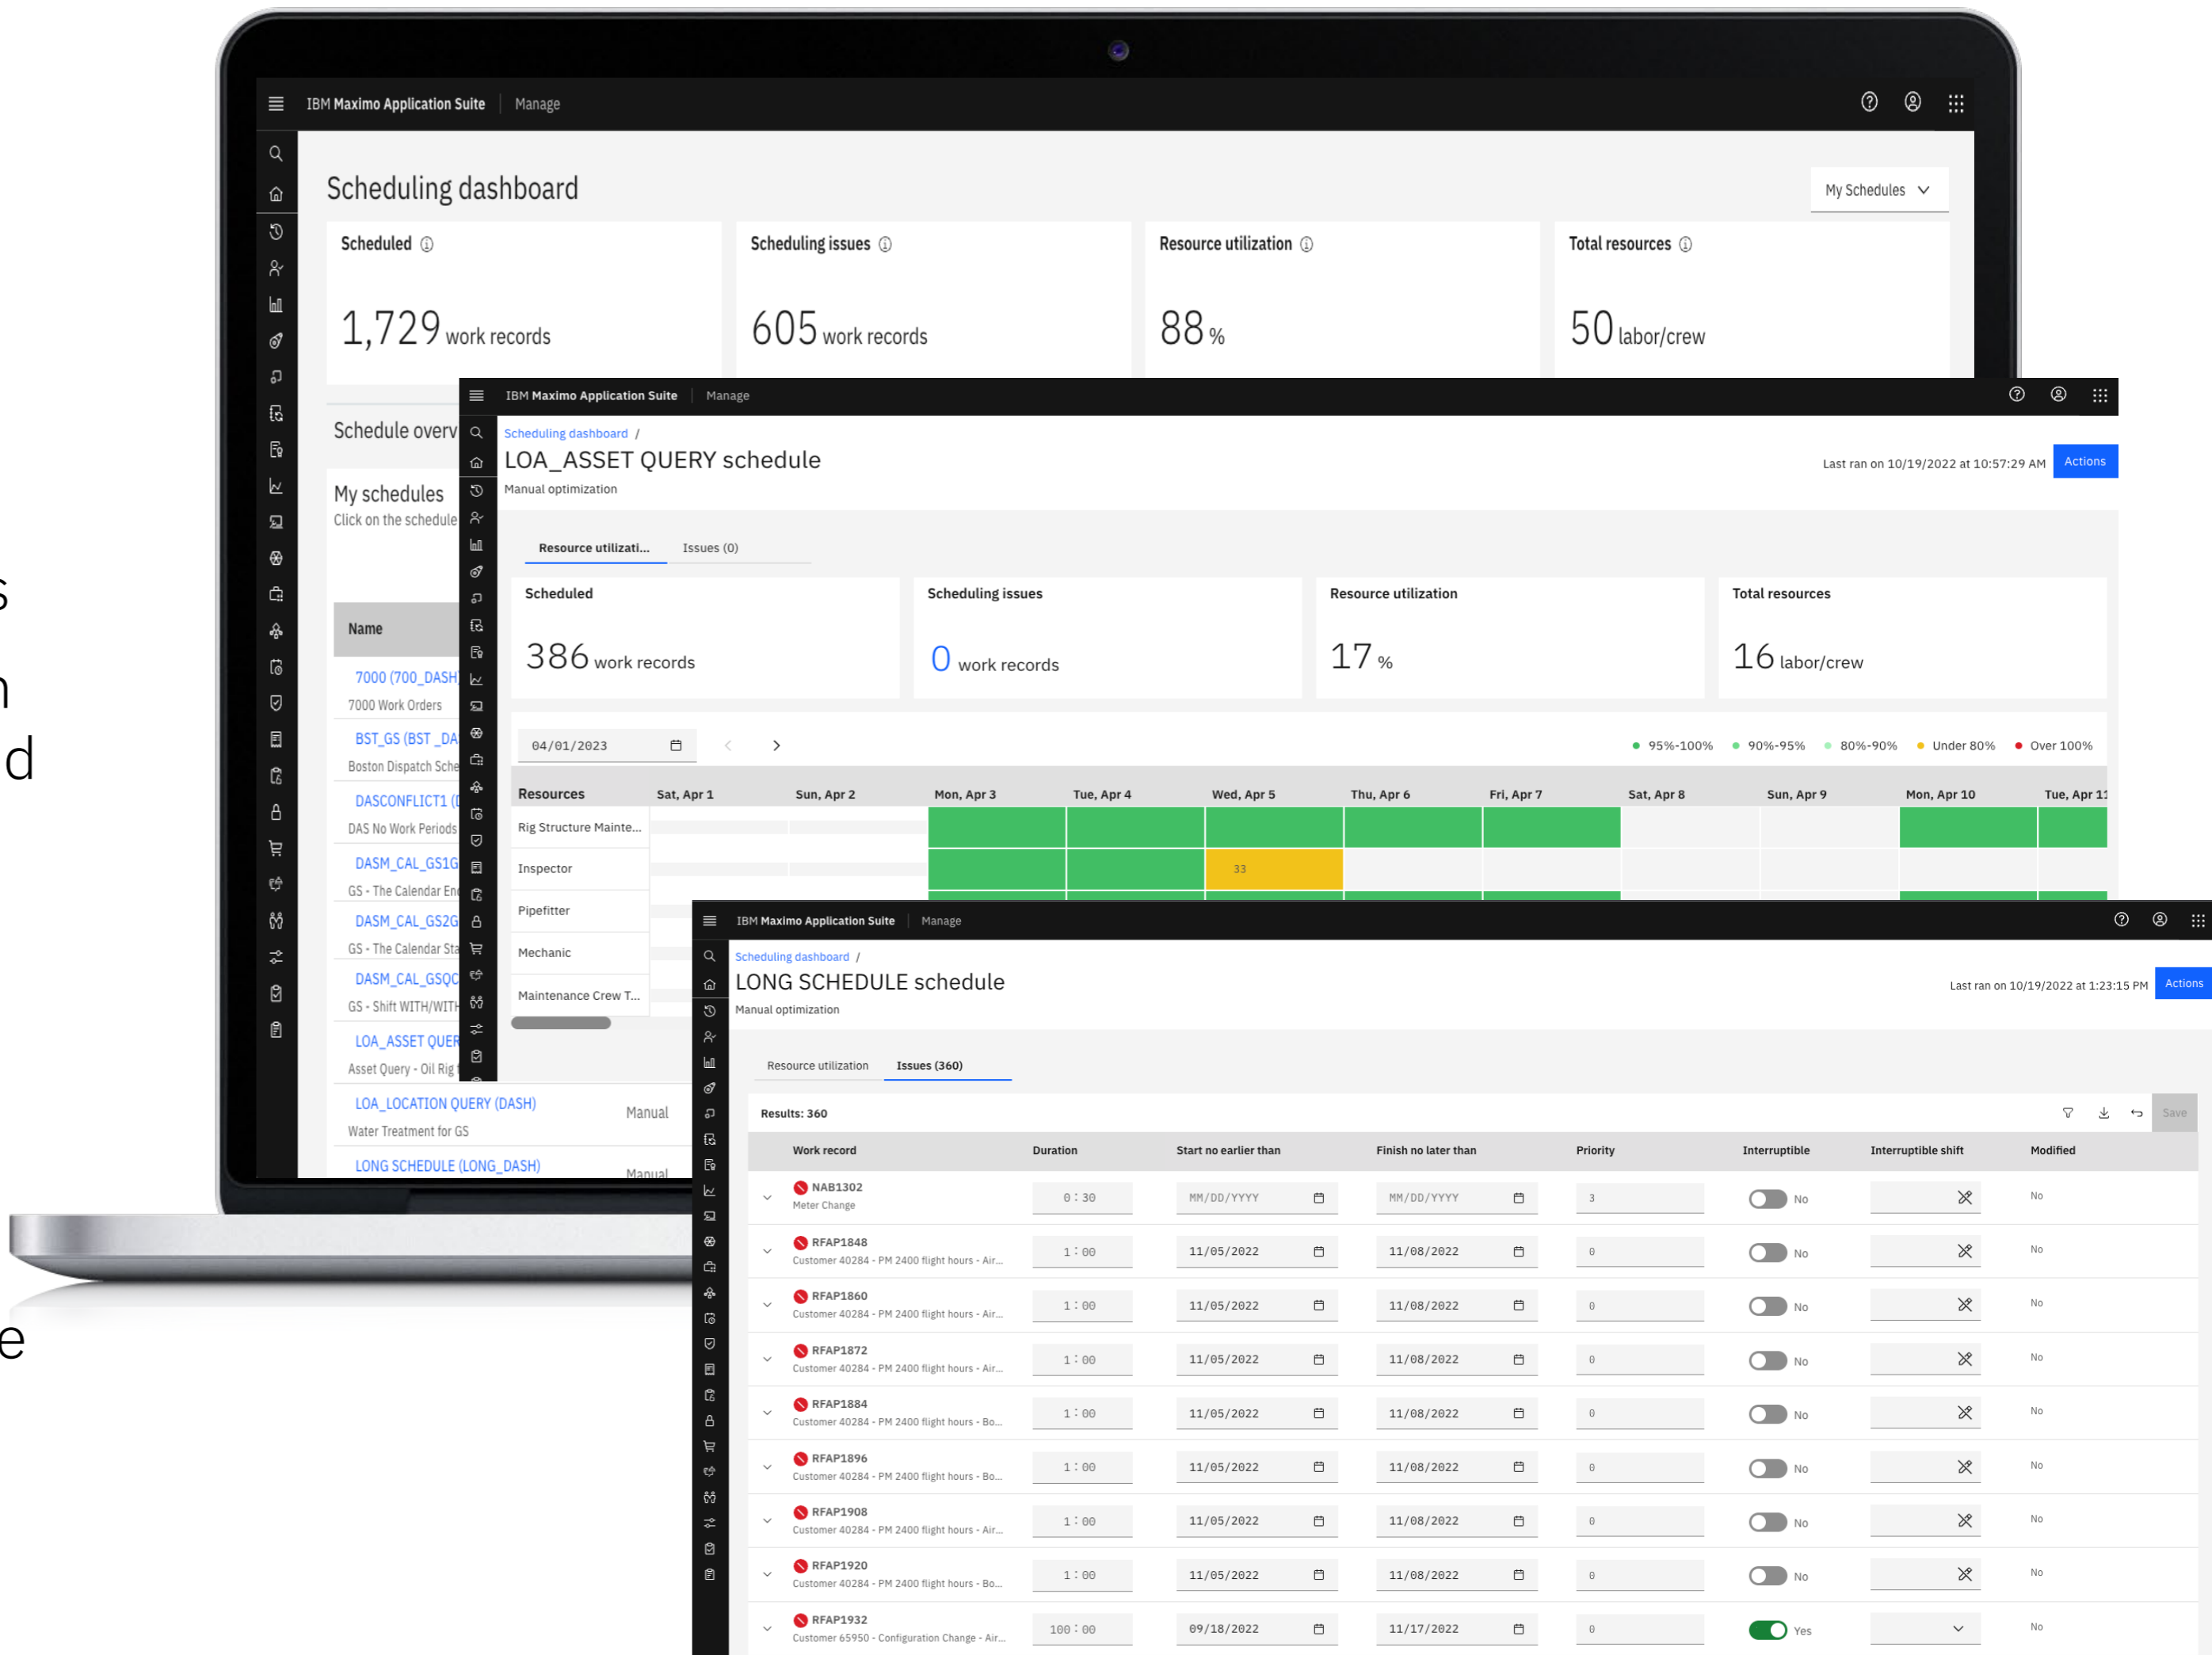 IBM Maximo Application Suite | Manage
Scheduling dashboard
My Schedules
Scheduled
1,729 work records
Scheduling issues
605 work records
Resource utilization
88 %
Total resources
50 labor/crew
Schedule overv
My schedules
Click on the schedule
Name
7000 (700_DASH)
7000 Work Orders
BST_GS (BST _DA
Boston Dispatch Sche
DASCONFLICT1 (D
DAS No Work Periods
DASM_CAL_GS1G
GS - The Calendar En
DASM_CAL_GS2G
GS - The Calendar Sta
DASM_CAL_GSQC
GS - Shift WITH/WITH
LOA_ASSET QUER
Asset Query - Oil Rig
LOA_LOCATION QUERY (DASH)
Manual
Water Treatment for GS
LONG SCHEDULE (LONG_DASH)
Manual
s
n
d
e
IBM Maximo Application Suite | Manage
Scheduling dashboard /
LOA_ASSET QUERY schedule
Manual optimization
Last ran on 10/19/2022 at 10:57:29 AM
Actions
Resource utilizati...
Issues (0)
Scheduled
386 work records
Scheduling issues
0 work records
Resource utilization
17 %
Total resources
16 labor/crew
04/01/2023
95%-100% 90%-95% 80%-90% Under 80% Over 100%
Resources Sat, Apr 1 Sun, Apr 2 Mon, Apr 3 Tue, Apr 4 Wed, Apr 5 Thu, Apr 6 Fri, Apr 7 Sat, Apr 8 Sun, Apr 9 Mon, Apr 10 Tue, Apr 11
Rig Structure Mainte...
Inspector 33
Pipefitter
Mechanic
Maintenance Crew T...
IBM Maximo Application Suite | Manage
Scheduling dashboard /
LONG SCHEDULE schedule
Manual optimization
Last ran on 10/19/2022 at 1:23:15 PM
Actions
Resource utilization
Issues (360)
Results: 360
Save
Work record Duration Start no earlier than Finish no later than Priority Interruptible Interruptible shift Modified
NAB1302 0:30 MM/DD/YYYY MM/DD/YYYY 3 No No
Meter Change
RFAP1848 1:00 11/05/2022 11/08/2022 0 No No
Customer 40284 - PM 2400 flight hours - Air...
RFAP1860 1:00 11/05/2022 11/08/2022 0 No No
Customer 40284 - PM 2400 flight hours - Air...
RFAP1872 1:00 11/05/2022 11/08/2022 0 No No
Customer 40284 - PM 2400 flight hours - Air...
RFAP1884 1:00 11/05/2022 11/08/2022 0 No No
Customer 40284 - PM 2400 flight hours - Bo...
RFAP1896 1:00 11/05/2022 11/08/2022 0 No No
Customer 40284 - PM 2400 flight hours - Bo...
RFAP1908 1:00 11/05/2022 11/08/2022 0 No No
Customer 40284 - PM 2400 flight hours - Air...
RFAP1920 1:00 11/05/2022 11/08/2022 0 No No
Customer 40284 - PM 2400 flight hours - Bo...
RFAP1932 100:00 09/18/2022 11/17/2022 0 Yes No
Customer 65950 - Configuration Change - Air...